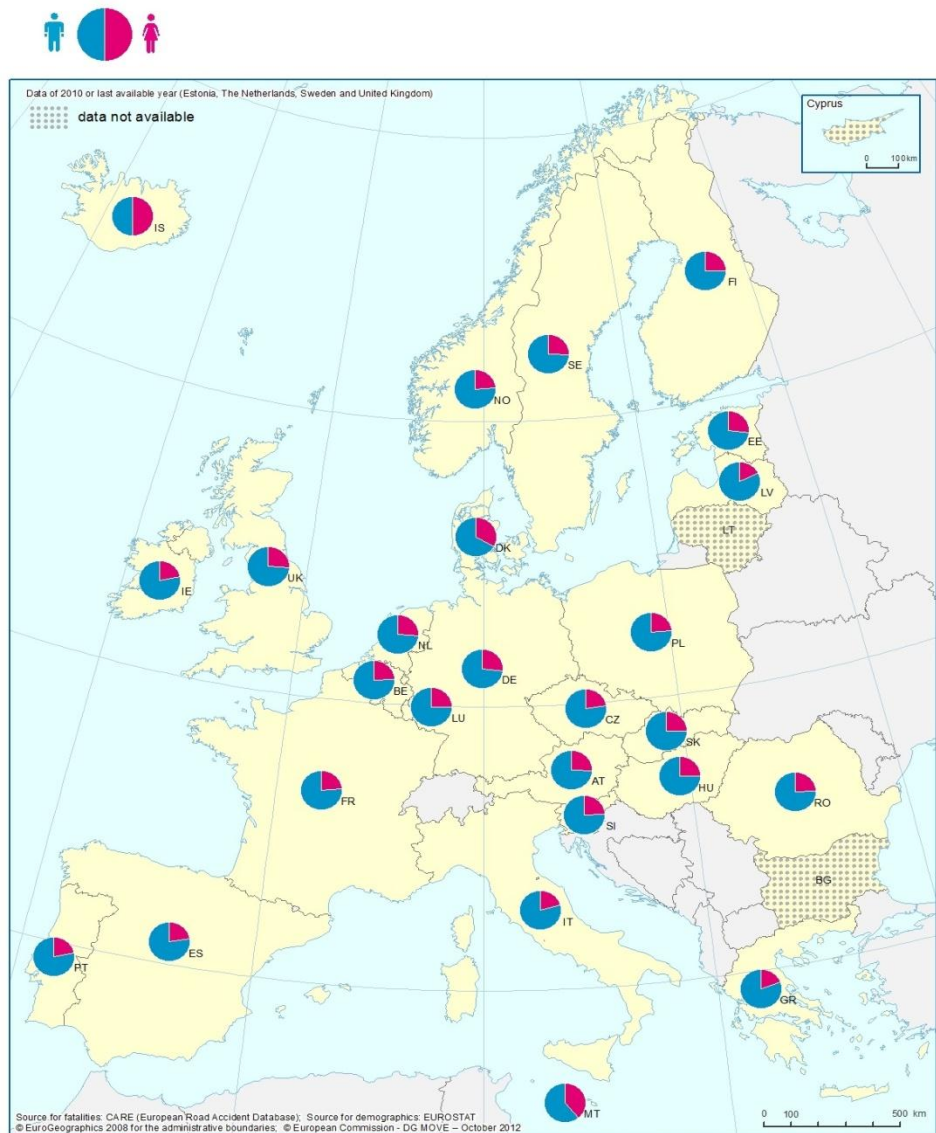 Data of 2010 or last available year (Estonia, The Netherlands, Sweden and United Kingdom)
data not available
Cyprus
0 100km
IS
FI
SE
NO
EE
LV
LT
DK
IE
UK
NL
PL
BE
DE
LU
CZ
SK
AT
HU
FR
SI
RO
BG
IT
ES
PT
GR
MT
Source for fatalities: CARE (European Road Accident Database); Source for demographics: EUROSTAT
© EuroGeographics 2008 for the administrative boundaries; © European Commission - DG MOVE – October 2012
0 100 500 km